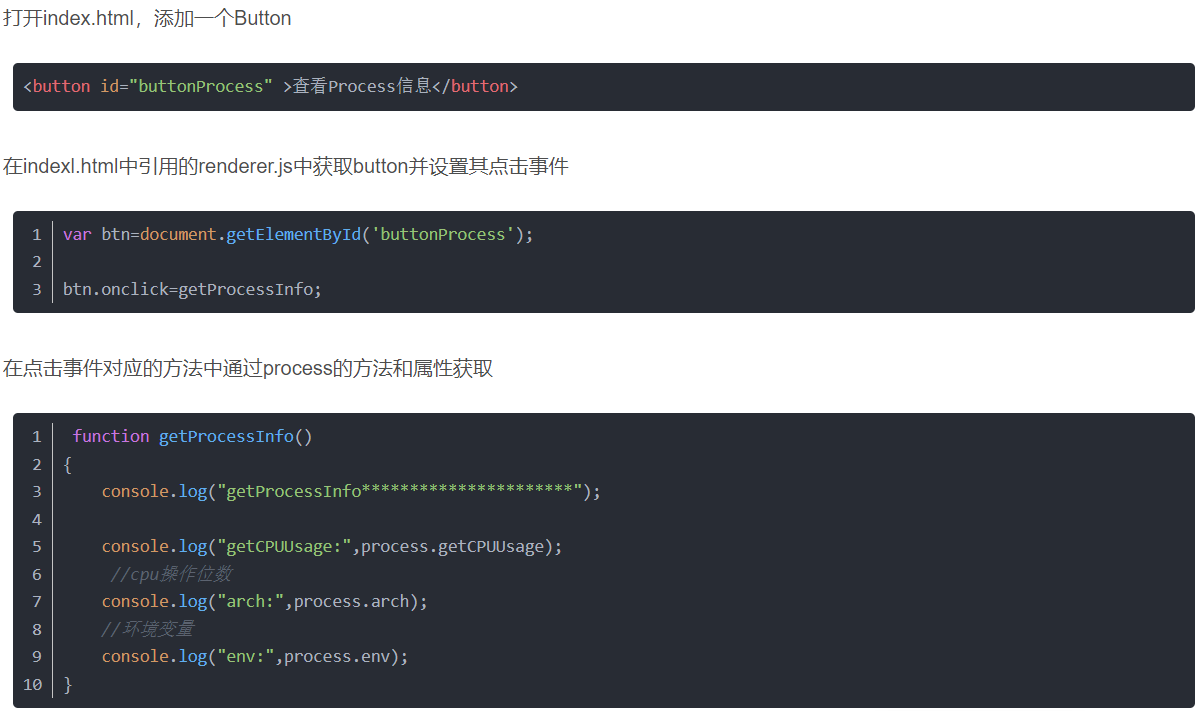 打开index.html，添加一个Button
<button id="buttonProcess" >查看Process信息</button>
在indexl.html中引用的renderer.js中获取button并设置其点击事件
1 var btn=document.getElementById('buttonProcess');
2
3 btn.onclick=getProcessInfo;
在点击事件对应的方法中通过process的方法和属性获取
1 function getProcessInfo()
2 {
3 console.log("getProcessInfo**********************");
4
5 console.log("getCPUUsage:",process.getCPUUsage);
6 //cpu操作位数
7 console.log("arch:",process.arch);
8 //环境变量
9 console.log("env:",process.env);
10 }